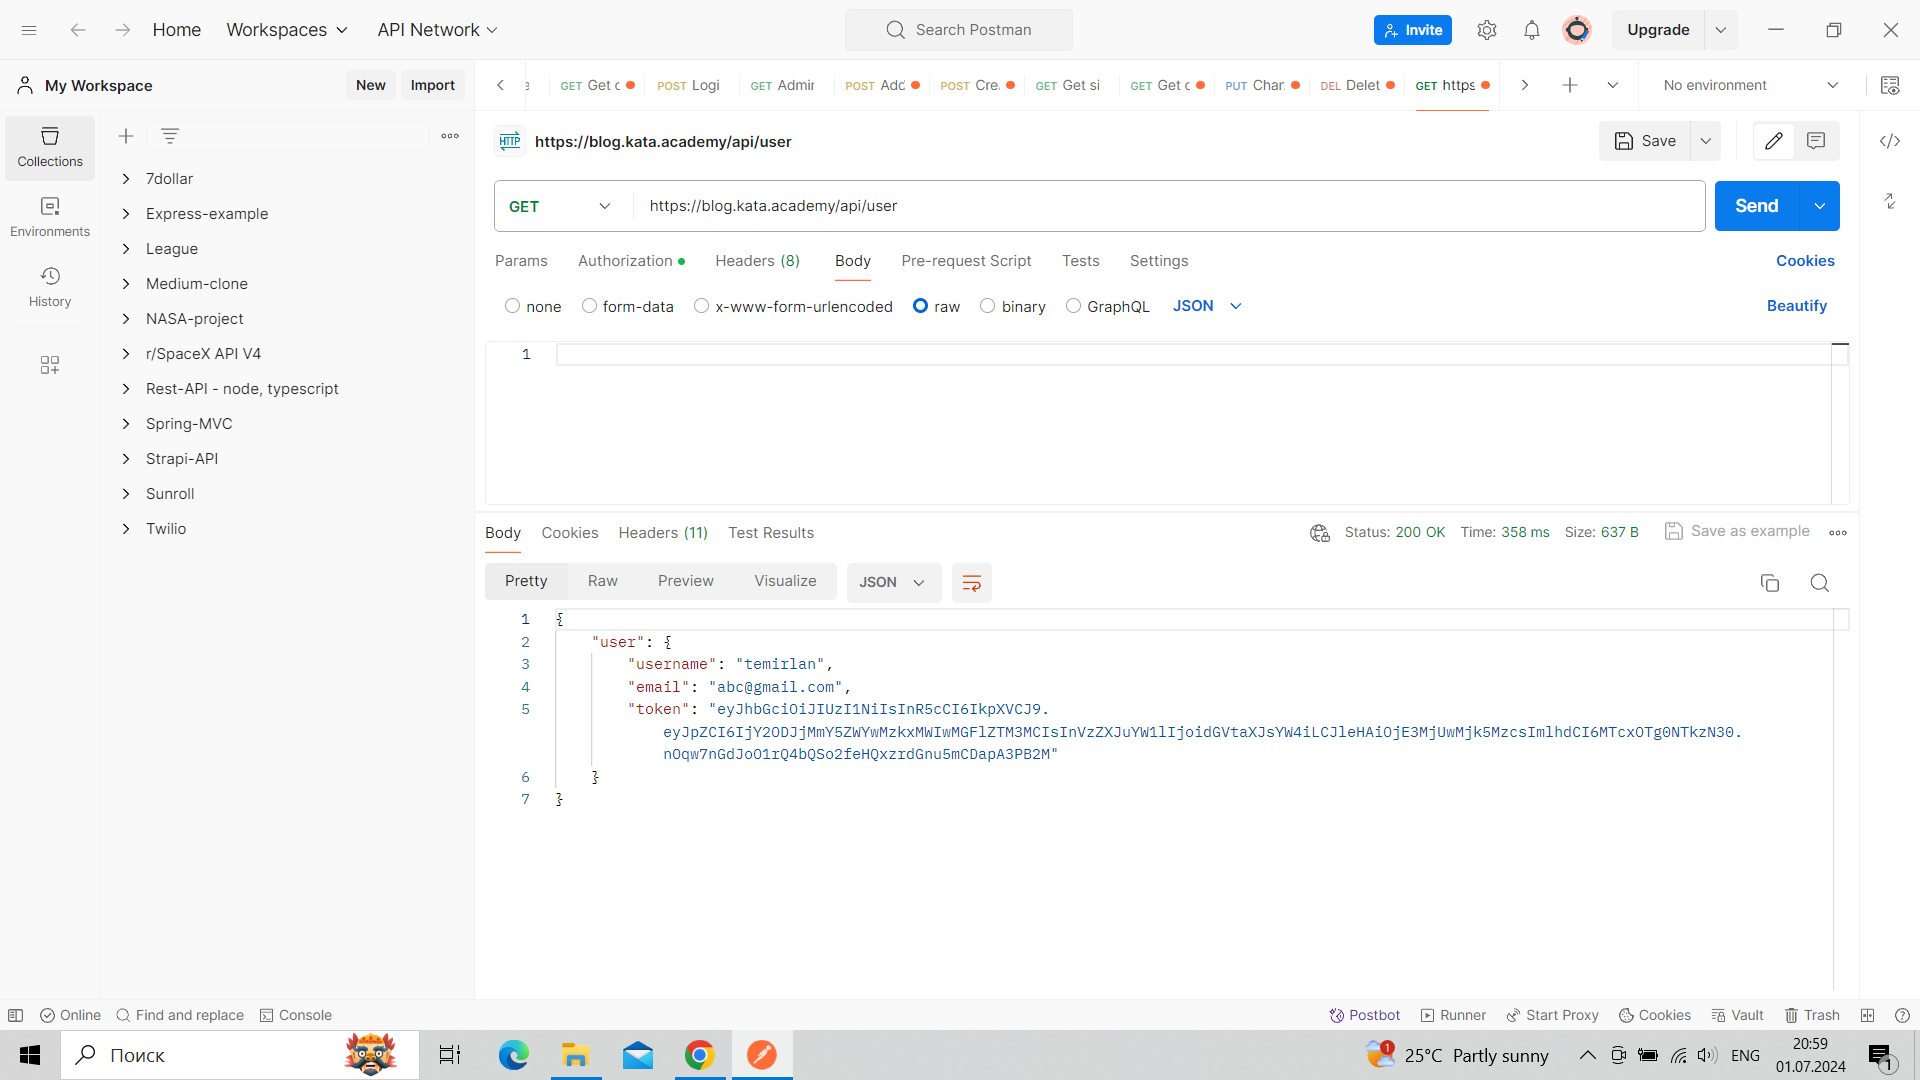 Home
Workspaces
API Network
Search Postman
Invite
Upgrade
My Workspace
New
Import
GET Get c
POST Logi
GET Admin
POST Add
POST Cre
GET Get si
GET Get c
PUT Char
DEL Delet
GET https
No environment
Collections
Environments
History
7dollar
Express-example
League
Medium-clone
NASA-project
r/SpaceX API V4
Rest-API - node, typescript
Spring-MVC
Strapi-API
Sunroll
Twilio
HTTP
https://blog.kata.academy/api/user
Save
GET
https://blog.kata.academy/api/user
Send
Params
Authorization
Headers (8)
Body
Pre-request Script
Tests
Settings
Cookies
none
form-data
x-www-form-urlencoded
raw
binary
GraphQL
JSON
Beautify
1
Body
Cookies
Headers (11)
Test Results
Status: 200 OK
Time: 358 ms
Size: 637 B
Save as example
Pretty
Raw
Preview
Visualize
JSON
1 {
2 "user": {
3 "username": "temirlan",
4 "email": "abc@gmail.com",
5 "token": "eyJhbGciOiJIUzI1NiIsInR5cCI6IkpXVCJ9.
eyJpZCI6IjY2ODJjMmY5ZWYwMzkxMWIwMGFlZTM3MCIsInVzZXJuYW1lIjoidGVtaXJsYW4iLCJleHAiOjE3MjUwMjk5MzcsImlhdCI6MTcxOTg0NTkzN30.
nOqw7nGdJoO1rQ4bQSo2feHQxzrdGnu5mCDapA3PB2M"
6 }
7 }
Online
Find and replace
Console
Postbot
Runner
Start Proxy
Cookies
Vault
Trash
Поиск
1
25°C Partly sunny
ENG
20:59
01.07.2024
1